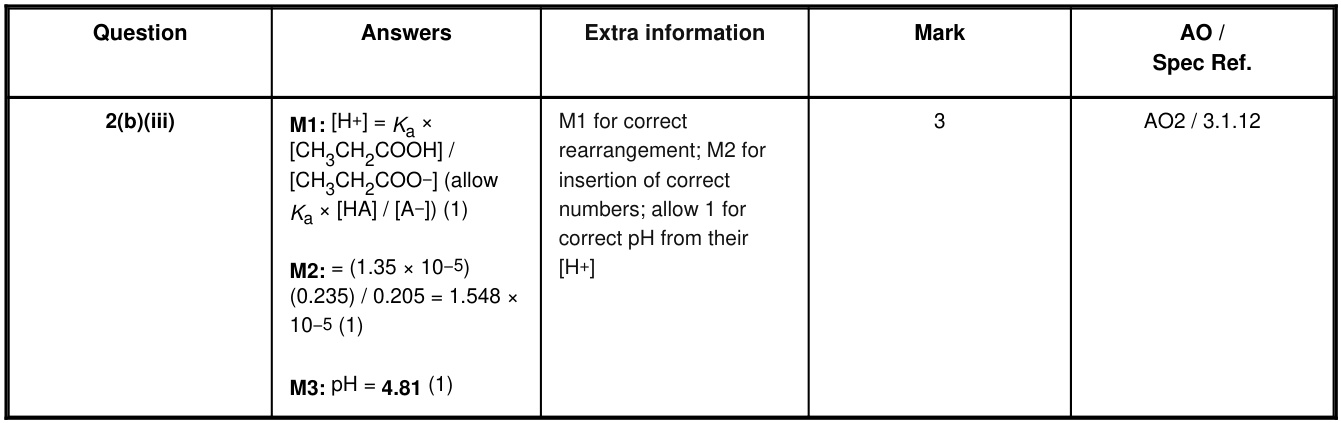 Question Answers Extra information Mark AO /
Spec Ref.
2(b)(iii)
M1: [H+] = Ka ×
[CH3CH2COOH] /
[CH3CH2COO−] (allow
Ka × [HA] / [A−]) (1)
M2: = (1.35 × 10−5)
(0.235) / 0.205 = 1.548 ×
10−5 (1)
M3: pH = 4.81 (1)
M1 for correct
rearrangement; M2 for
insertion of correct
numbers; allow 1 for
correct pH from their
[H+]
3
AO2 / 3.1.12